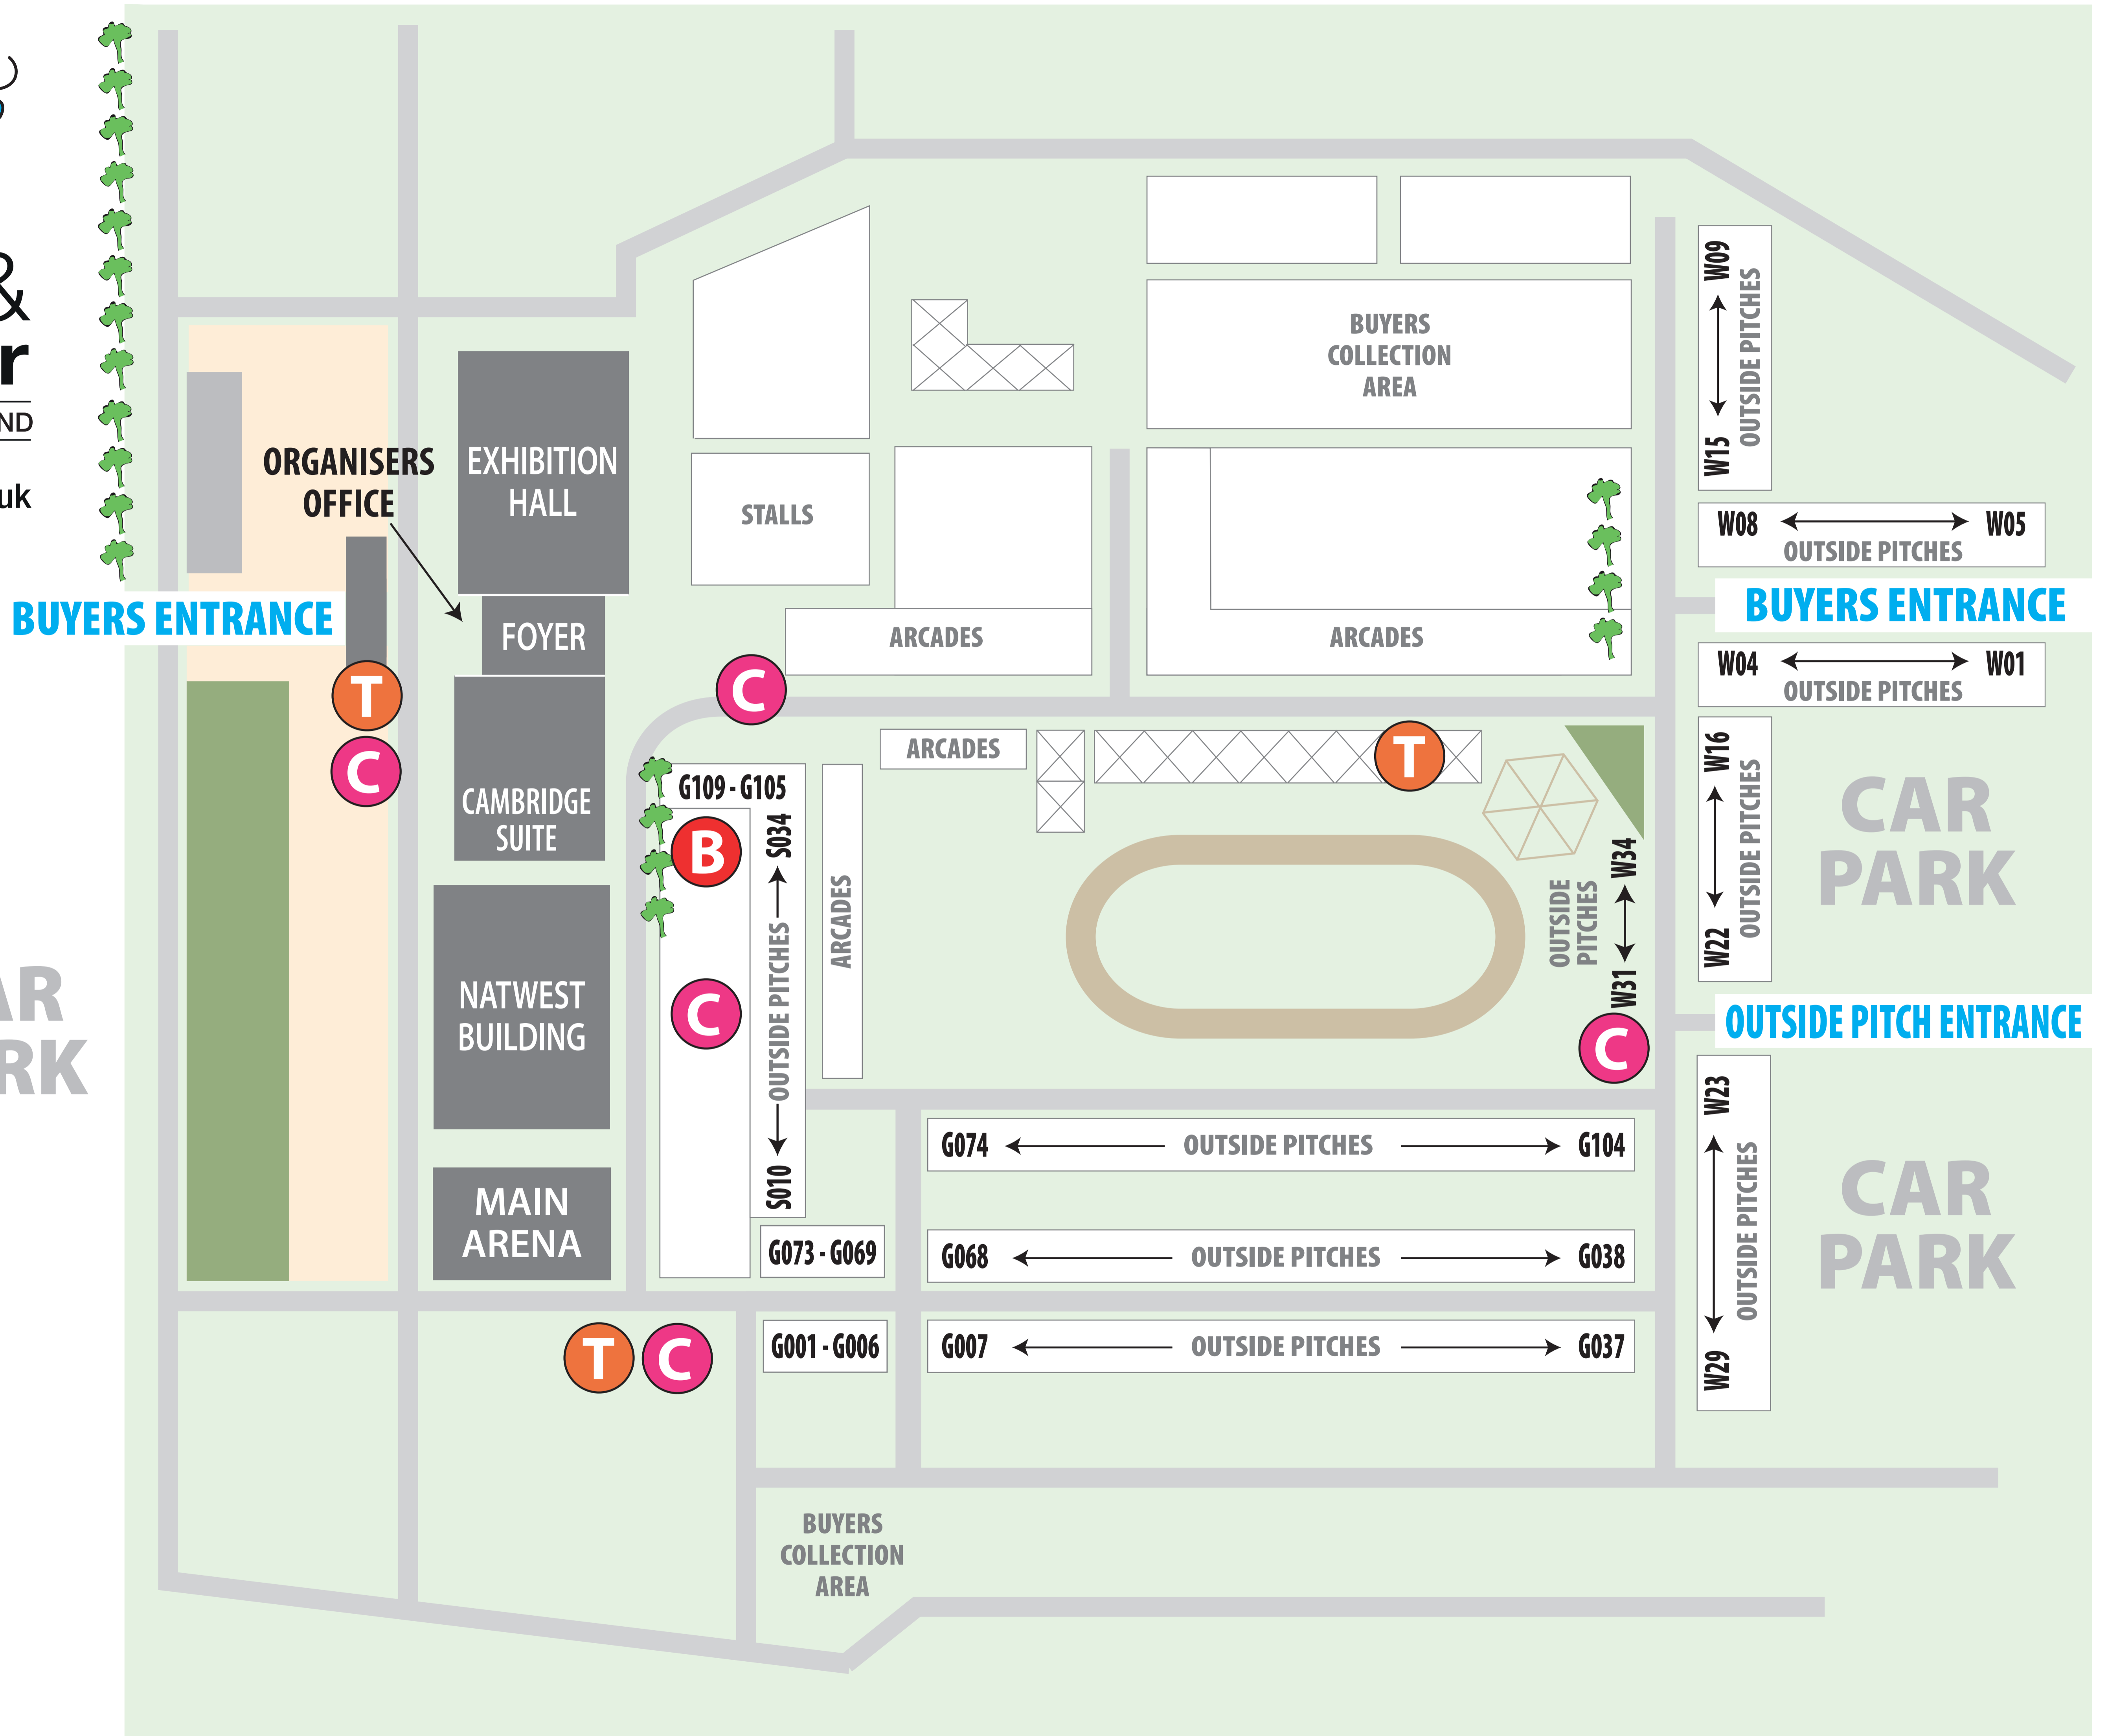 &
r
ND
uk
BUYERS ENTRANCE
ORGANISERS
OFFICE
EXHIBITION
HALL
FOYER
CAMBRIDGE
SUITE
NATWEST
BUILDING
MAIN
ARENA
T
C
STALLS
ARCADES
C
BUYERS
COLLECTION
AREA
ARCADES
W09
OUTSIDE PITCHES
W15
W08
W05
OUTSIDE PITCHES
BUYERS ENTRANCE
W04
W01
OUTSIDE PITCHES
W16
OUTSIDE PITCHES
W22
CAR
PARK
ARCADES
T
G109 - G105
B
C
S034
OUTSIDE PITCHES
S010
ARCADES
OUTSIDE
PITCHES
W34
W31
C
OUTSIDE PITCH ENTRANCE
AR
RK
W23
OUTSIDE PITCHES
W29
CAR
PARK
G074
OUTSIDE PITCHES
G104
G073 - G069
G068
OUTSIDE PITCHES
G038
T
C
G001 - G006
G007
OUTSIDE PITCHES
G037
BUYERS
COLLECTION
AREA